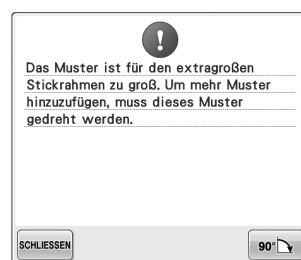 Das Muster ist für den extragroßen
Stickrahmen zu groß. Um mehr Muster
hinzuzufügen, muss dieses Muster
gedreht werden.
SCHLIESSEN
90°